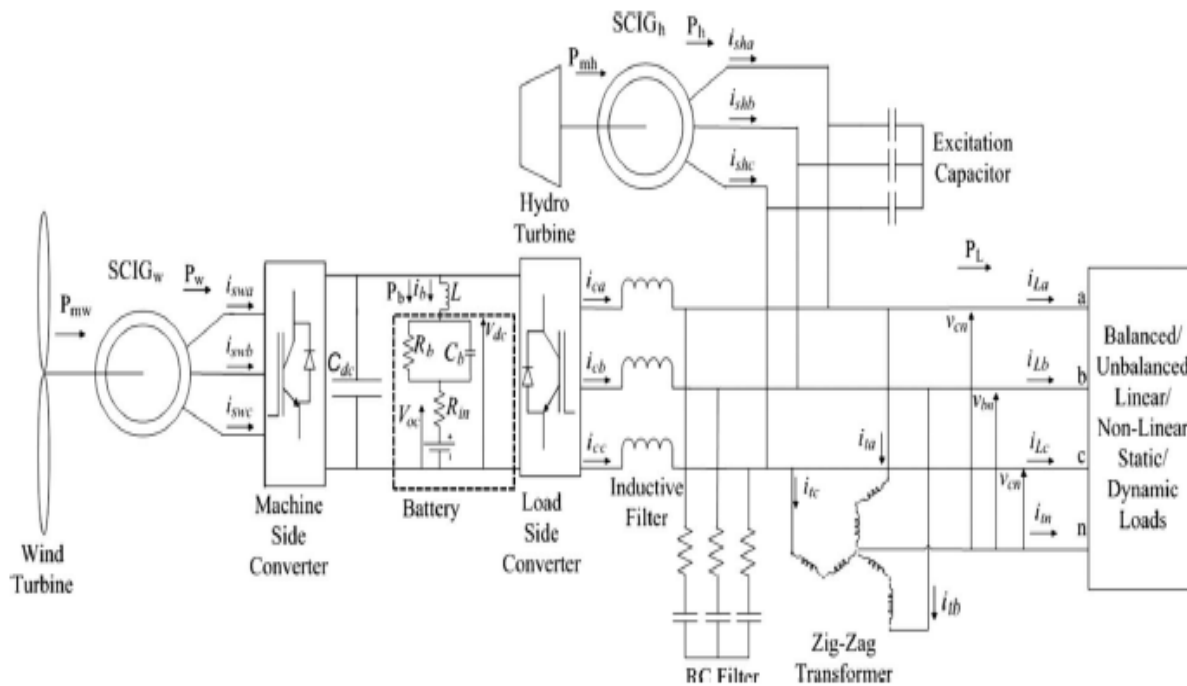 SCIGh
Ph
isha
Pmh
ishb
ishc
Excitation
Capacitor
Hydro
Turbine
SCIGw
Pw
iswa
Pmw
iswb
iswc
Cdc
Pb
ib
L
Rb
Cb
Vdc
Rin
Voc
+
Battery
Machine
Side
Converter
Wind
Turbine
Load
Side
Converter
ica
icb
icc
Inductive
Filter
RC Filter
PL
iLa
a
vcn
iLb
b
vbn
iLc
c
vcn
itn
n
ita
itc
itb
Zig-Zag
Transformer
Balanced/
Unbalanced
Linear/
Non-Linear
Static/
Dynamic
Loads